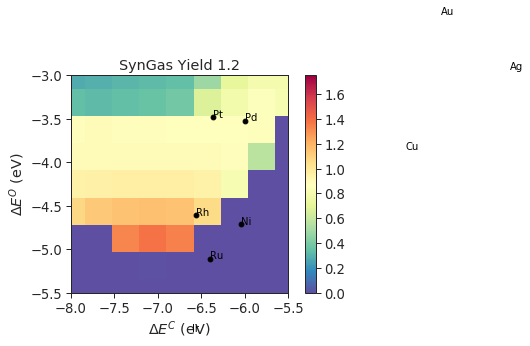 Au
SynGas Yield 1.2
Ag
−3.0
−3.5
−4.0
−4.5
−5.0
−5.5
ΔE^O (eV)
Pt
Pd
Rh
Ni
Ru
1.6
1.4
1.2
1.0
0.8
0.6
0.4
0.2
0.0
Cu
−8.0 −7.5 −7.0 −6.5 −6.0 −5.5
ΔE^C (eV)
Ir